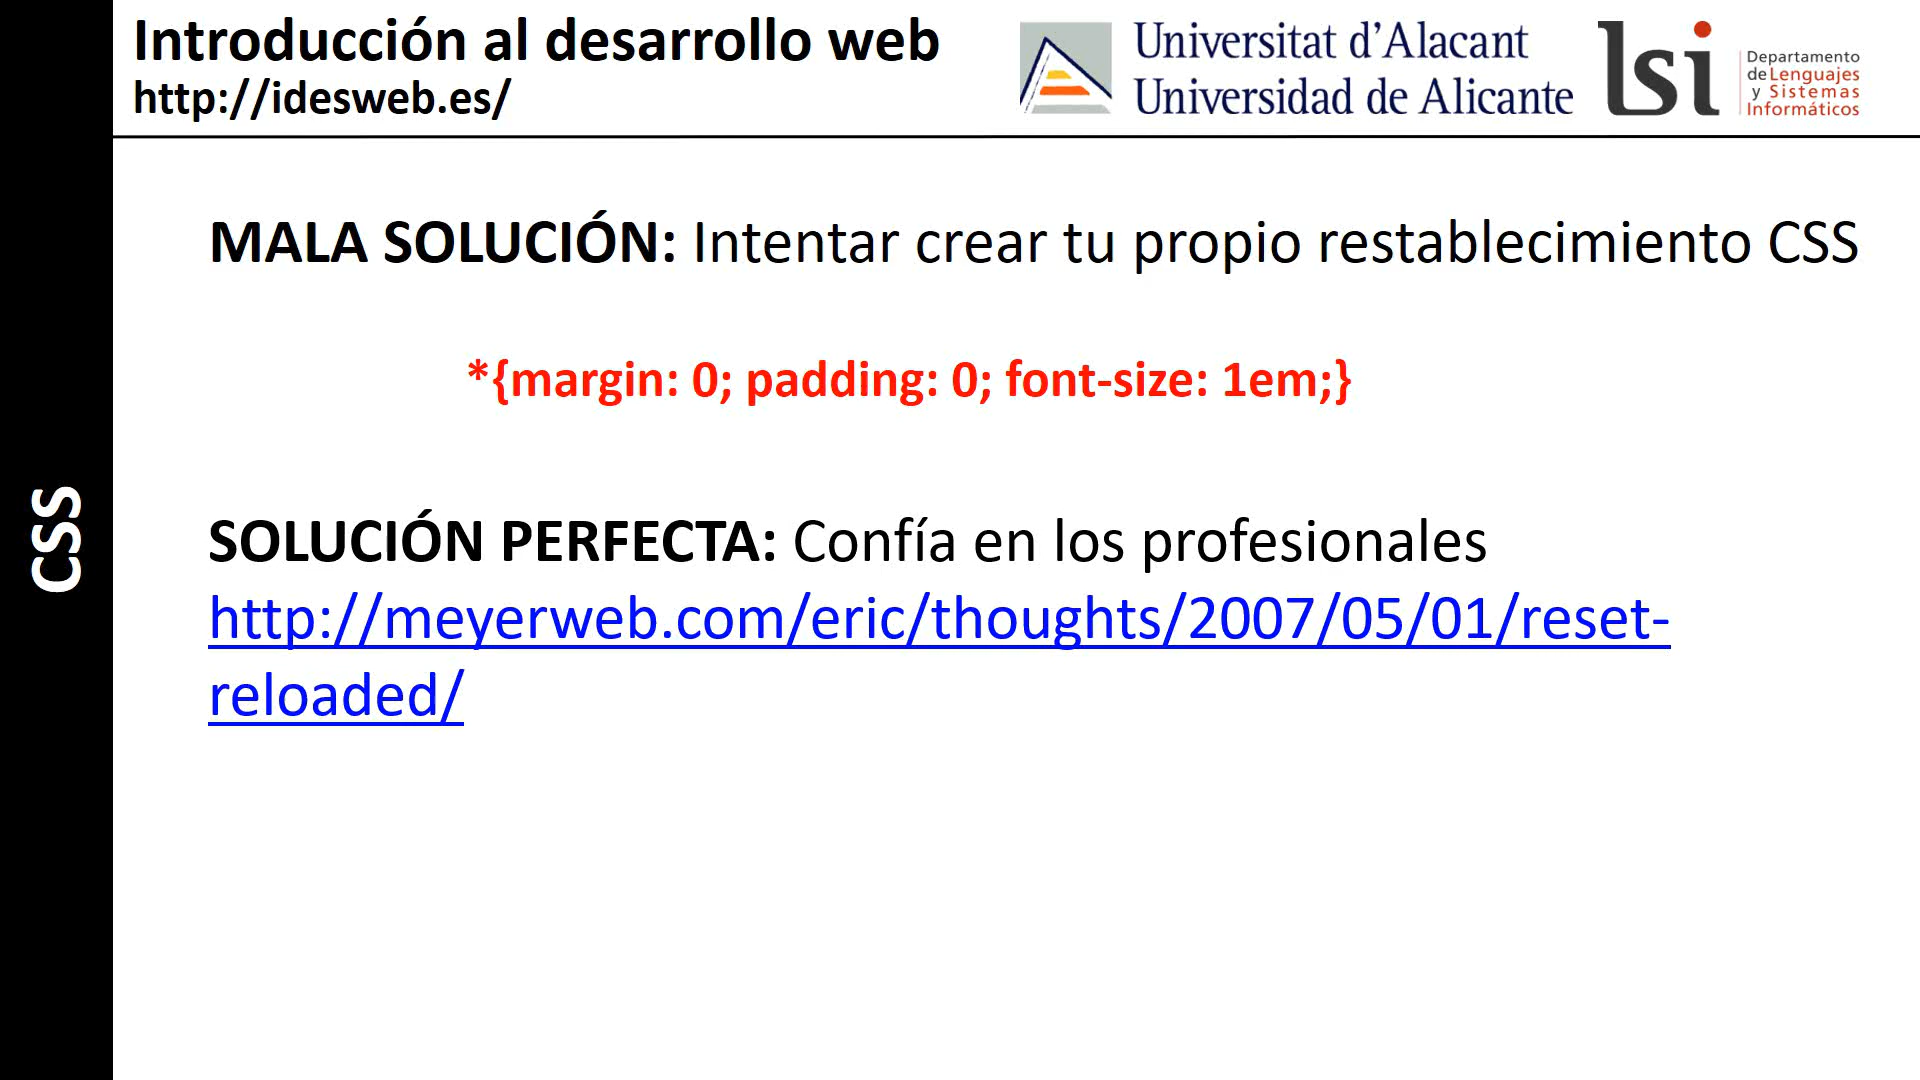 Introducción al desarrollo web
http://idesweb.es/
Universitat d'Alacant
Universidad de Alicante
lsi
Departamento
de Lenguajes
y Sistemas
Informáticos
CSS
MALA SOLUCIÓN: Intentar crear tu propio restablecimiento CSS
*{margin: 0; padding: 0; font-size: 1em;}
SOLUCIÓN PERFECTA: Confía en los profesionales
http://meyerweb.com/eric/thoughts/2007/05/01/reset-
reloaded/